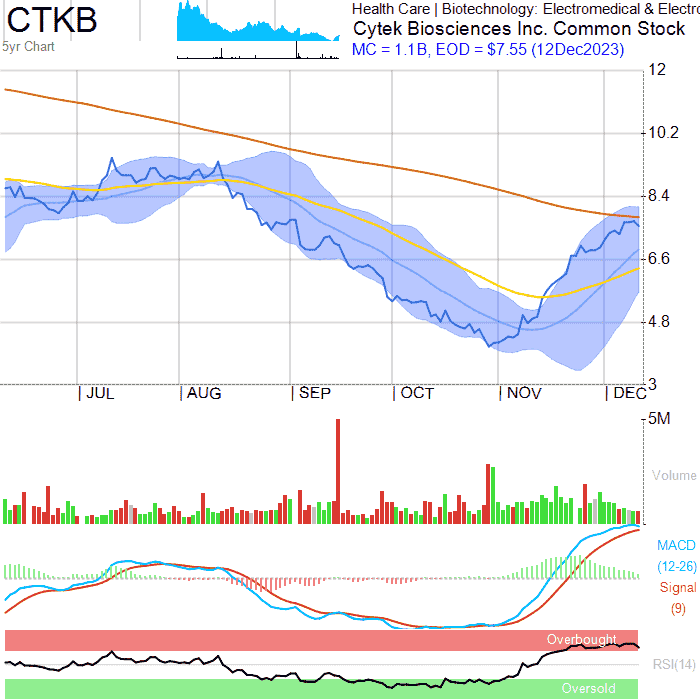 CTKB
5yr Chart
Health Care | Biotechnology: Electromedical & Electro
Cytek Biosciences Inc. Common Stock
MC = 1.1B, EOD = $7.55 (12Dec2023)
12
10.2
8.4
6.6
4.8
3
| JUL | AUG | SEP | OCT | NOV | DEC
5M
Volume
MACD
(12-26)
Signal
(9)
Overbought
RSI(14)
Oversold